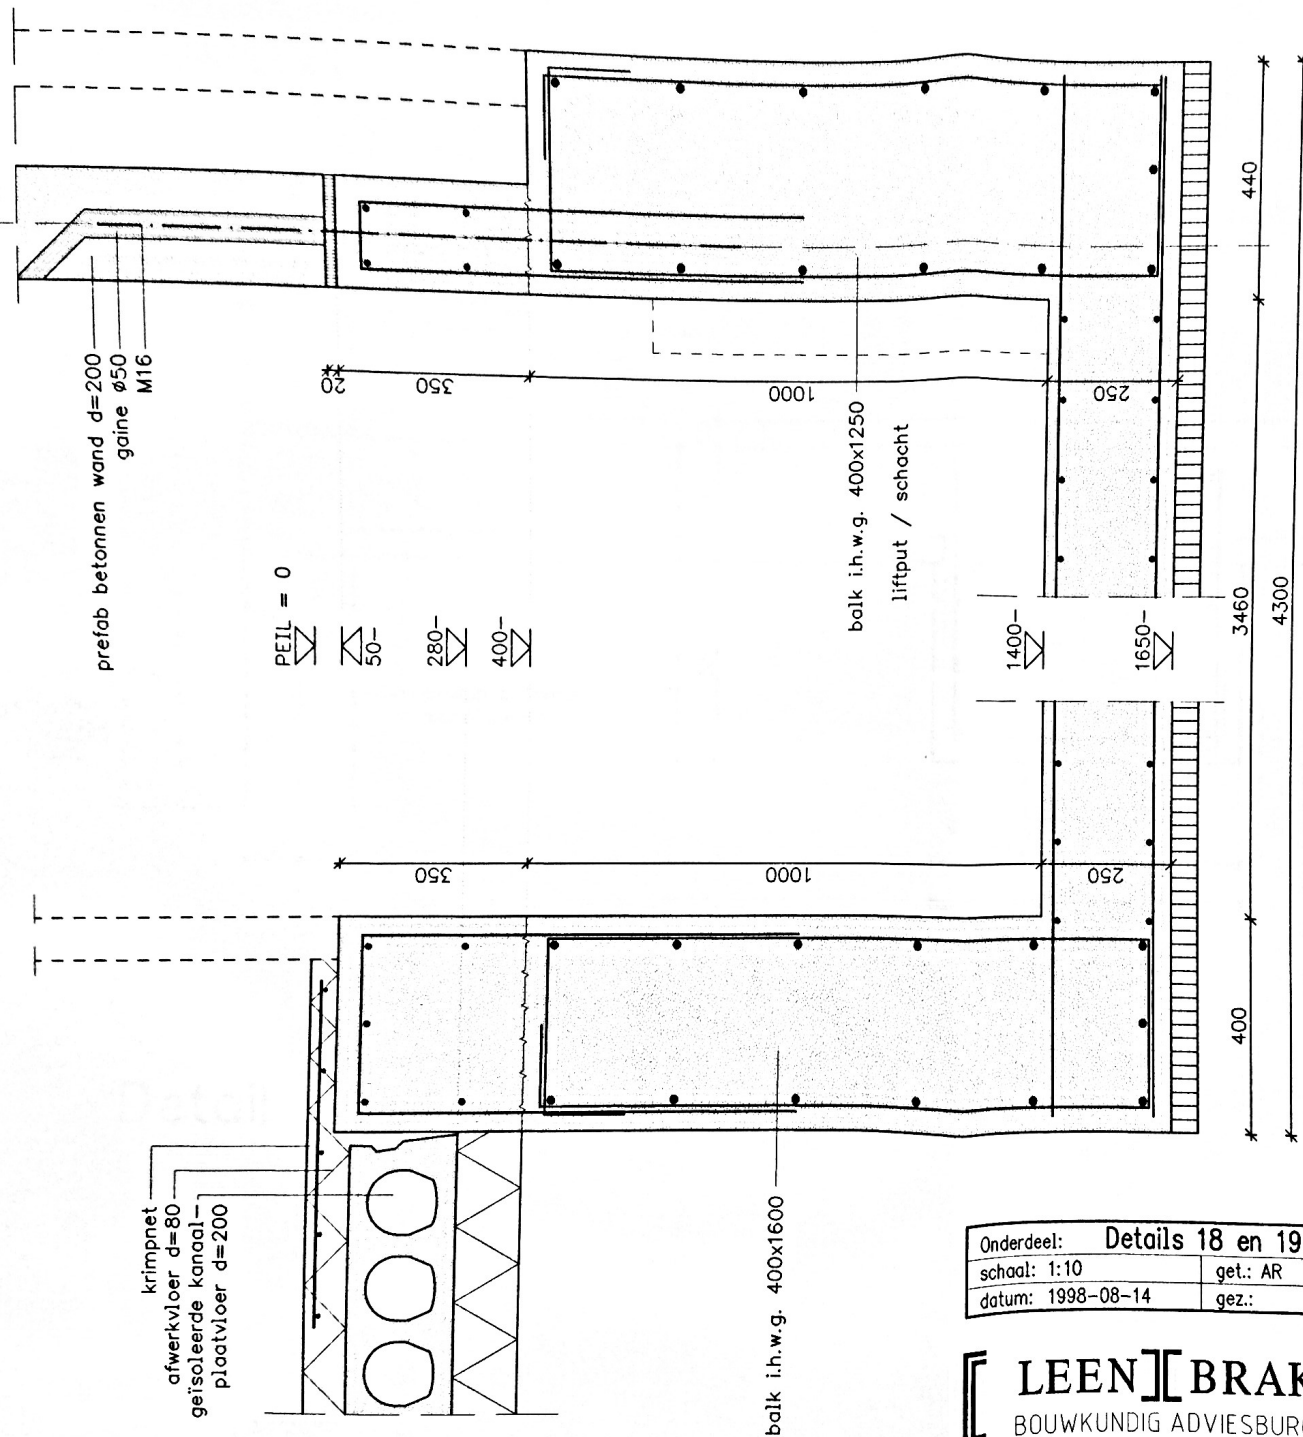 prefab betonnen wand d=200
gaine ø50
M16
20
350
1000
250
440
balk i.h.w.g. 400x1250
liftput / schacht
PEIL = 0
50-
280-
400-
1400-
1650-
3460
4300
350
1000
250
400
krimpnet
afwerkvloer d=80
geïsoleerde kanaal-
plaatvloer d=200
balk i.h.w.g. 400x1600
Detail
Onderdeel: Details 18 en 19
schaal: 1:10 get.: AR
datum: 1998-08-14 gez.:
LEEN BRAK
BOUWKUNDIG ADVIESBUR